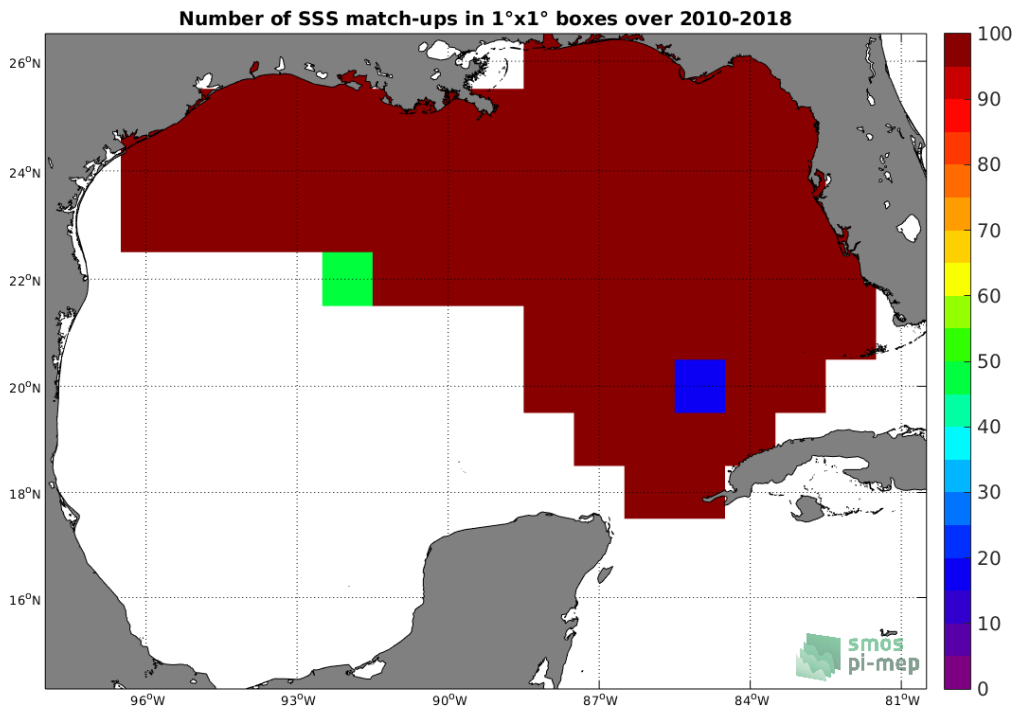 Number of SSS match-ups in 1°x1° boxes over 2010-2018
26°N
24°N
22°N
20°N
18°N
16°N
96°W
93°W
90°W
87°W
84°W
81°W
100
90
80
70
60
50
40
30
20
10
0
smos
pi-mep